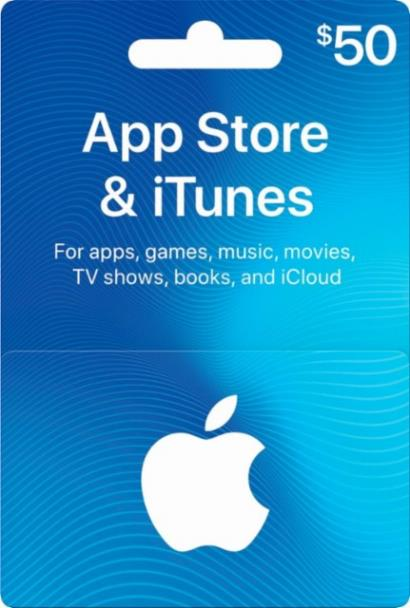 $50
App Store
& iTunes
For apps, games, music, movies,
TV shows, books, and iCloud